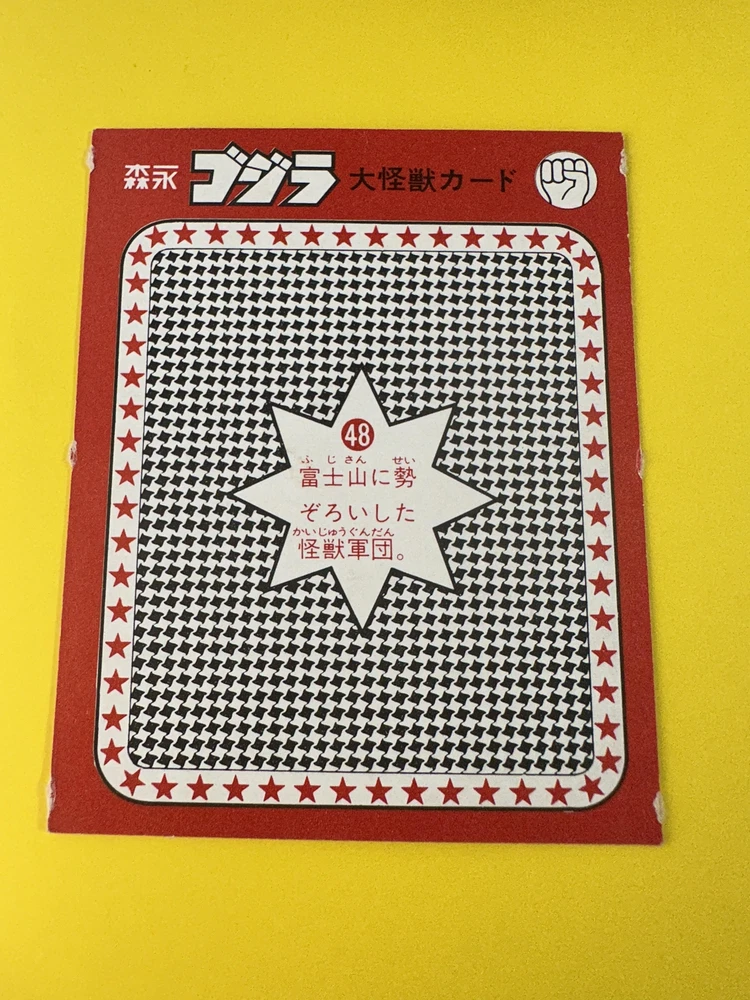 森永 ゴジラ 大怪獣カード
48
ふじさん せい
富士山に勢
ぞろいした
かいじゅうぐんだん
怪獣軍団。